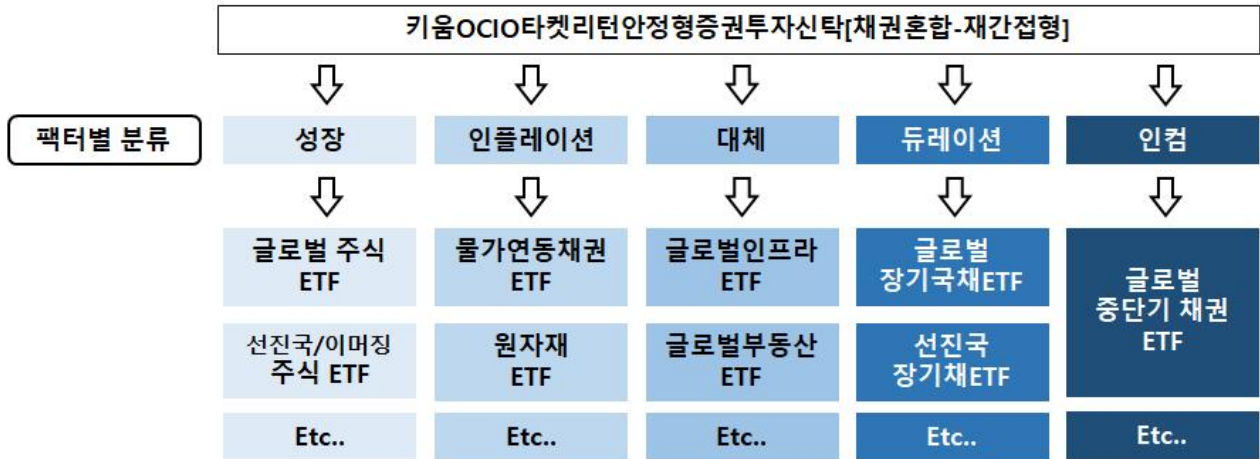 키움OCIO타켓리턴안정형증권투자신탁[채권혼합-재간접형]
팩터별 분류
성장
인플레이션
대체
듀레이션
인컴
글로벌 주식
ETF
물가연동채권
ETF
글로벌인프라
ETF
글로벌
장기국채ETF
글로벌
중단기 채권
ETF
선진국/이머징
주식 ETF
원자재
ETF
글로벌부동산
ETF
선진국
장기채ETF
Etc..
Etc..
Etc..
Etc..
Etc..